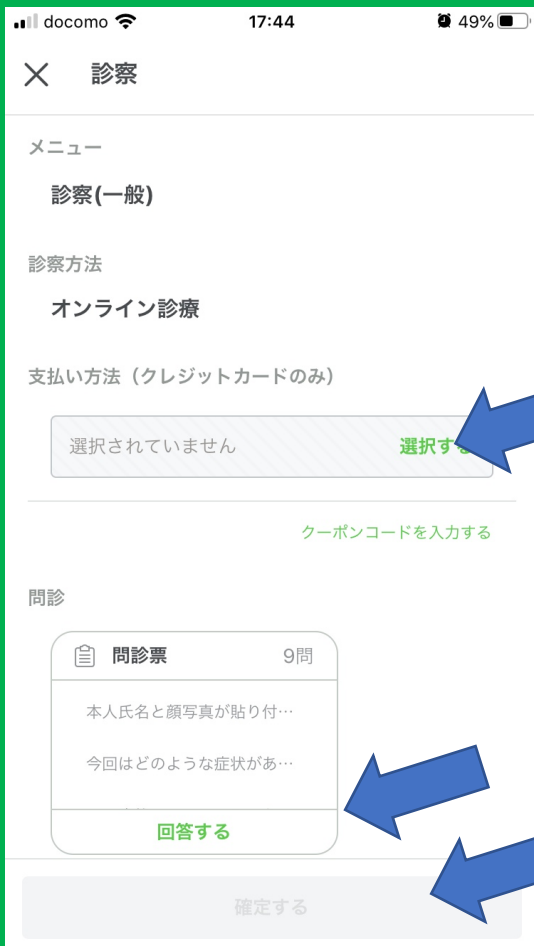 docomo 17:44 49%
診察
メニュー
診察(一般)
診察方法
オンライン診療
支払い方法（クレジットカードのみ）
選択されていません 選択す
クーポンコードを入力する
問診
問診票 9問
本人氏名と顔写真が貼り付…
今回はどのような症状があ…
回答する
確定する